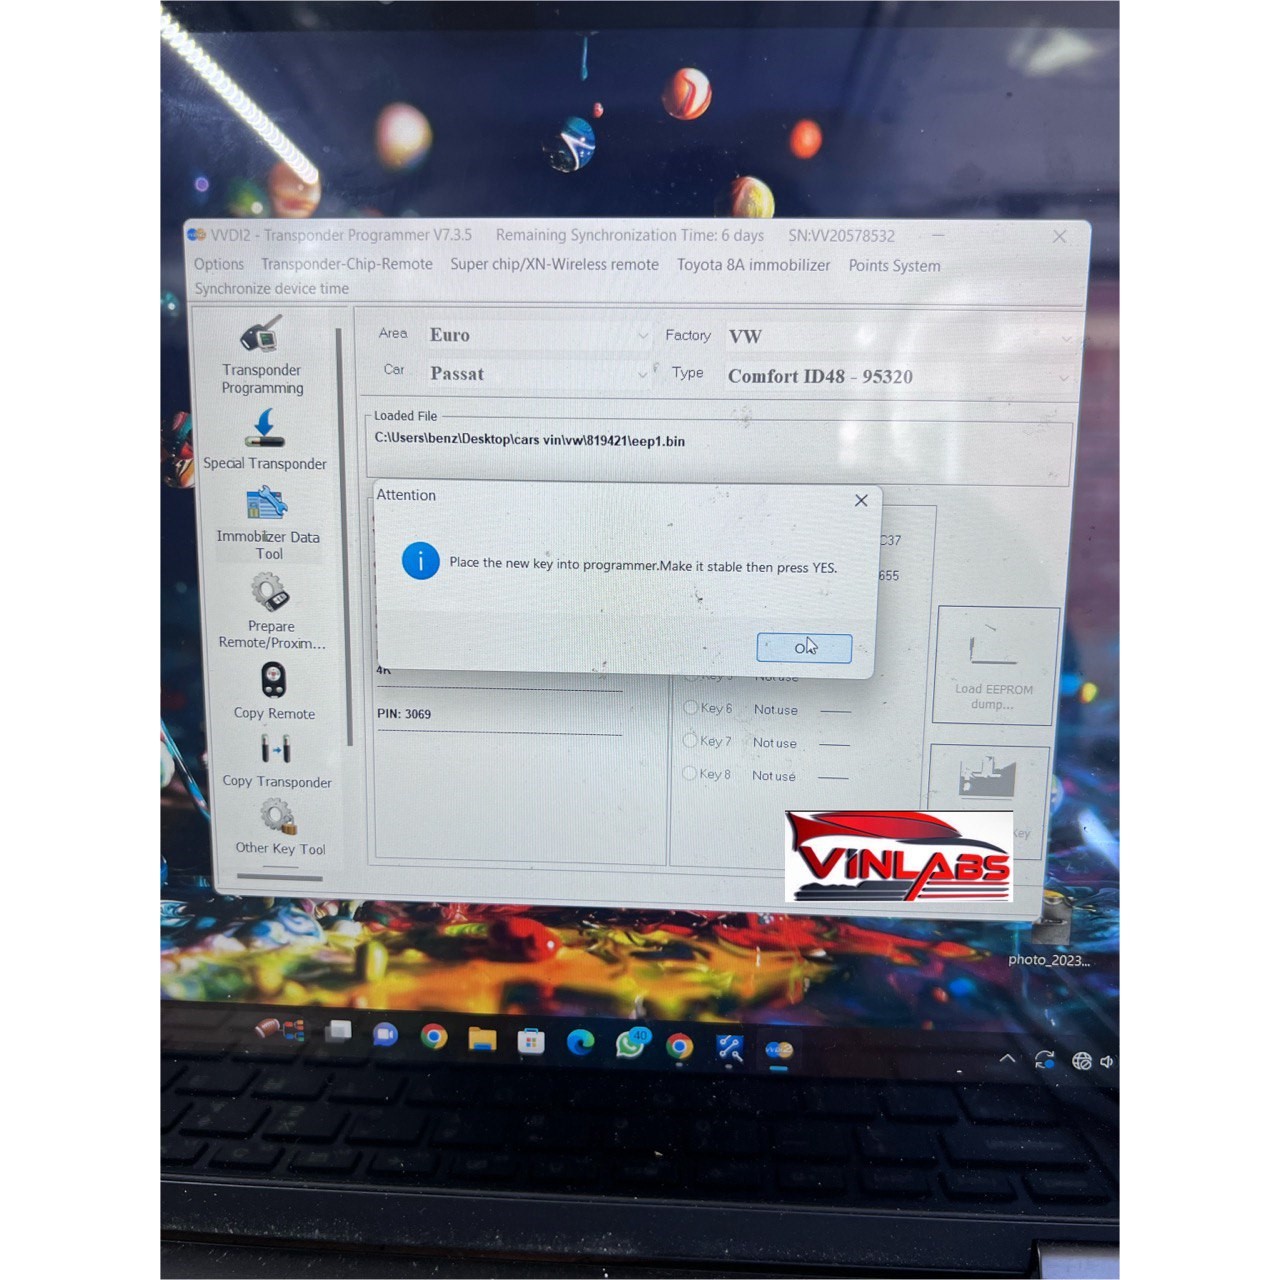 VVDI2 - Transponder Programmer V7.3.5 Remaining Synchronization Time: 6 days SN:VV20578532
Options Transponder-Chip-Remote Super chip/XN-Wireless remote Toyota 8A immobilizer Points System
Synchronize device time
Transponder
Programming
Special Transponder
Immobilizer Data
Tool
Prepare
Remote/Proxim...
Copy Remote
Copy Transponder
Other Key Tool
Area Euro Factory VW
Car Passat Type Comfort ID48 - 95320
Loaded File
C:\Users\benz\Desktop\cars vin\vw\819421\eep1.bin
Attention
Place the new key into programmer.Make it stable then press YES.
OK
C37
655
PIN: 3069
Key 5 Not use
Key 6 Not use
Key 7 Not use
Key 8 Not use
Load EEPROM
dump...
Key
VINLABS
photo_2023...
40